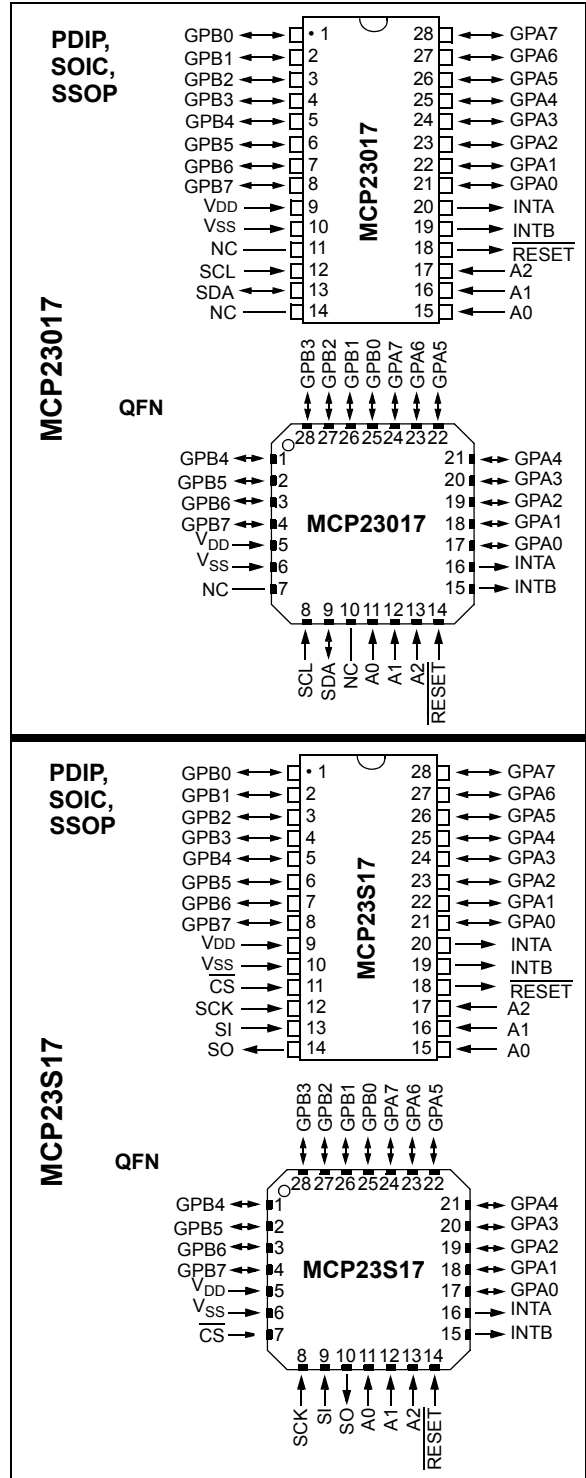 PDIP,
SOIC,
SSOP
MCP23017
GPB0 • 1 28 GPA7
GPB1 2 27 GPA6
GPB2 3 26 GPA5
GPB3 4 25 GPA4
GPB4 5 24 GPA3
GPB5 6 23 GPA2
GPB6 7 22 GPA1
GPB7 8 21 GPA0
VDD 9 20 INTA
VSS 10 19 INTB
NC 11 18 RESET
SCL 12 17 A2
SDA 13 16 A1
NC 14 15 A0
MCP23017
QFN
GPB3 GPB2 GPB1 GPB0 GPA7 GPA6 GPA5
28 27 26 25 24 23 22
GPB4 1 21 GPA4
GPB5 2 20 GPA3
GPB6 3 19 GPA2
GPB7 4 18 GPA1
VDD 5 17 GPA0
VSS 6 16 INTA
NC 7 15 INTB
MCP23017
8 9 10 11 12 13 14
SCL SDA NC A0 A1 A2 RESET
PDIP,
SOIC,
SSOP
MCP23S17
GPB0 • 1 28 GPA7
GPB1 2 27 GPA6
GPB2 3 26 GPA5
GPB3 4 25 GPA4
GPB4 5 24 GPA3
GPB5 6 23 GPA2
GPB6 7 22 GPA1
GPB7 8 21 GPA0
VDD 9 20 INTA
VSS 10 19 INTB
CS 11 18 RESET
SCK 12 17 A2
SI 13 16 A1
SO 14 15 A0
MCP23S17
QFN
GPB3 GPB2 GPB1 GPB0 GPA7 GPA6 GPA5
28 27 26 25 24 23 22
GPB4 1 21 GPA4
GPB5 2 20 GPA3
GPB6 3 19 GPA2
GPB7 4 18 GPA1
VDD 5 17 GPA0
VSS 6 16 INTA
CS 7 15 INTB
MCP23S17
8 9 10 11 12 13 14
SCK SI SO A0 A1 A2 RESET